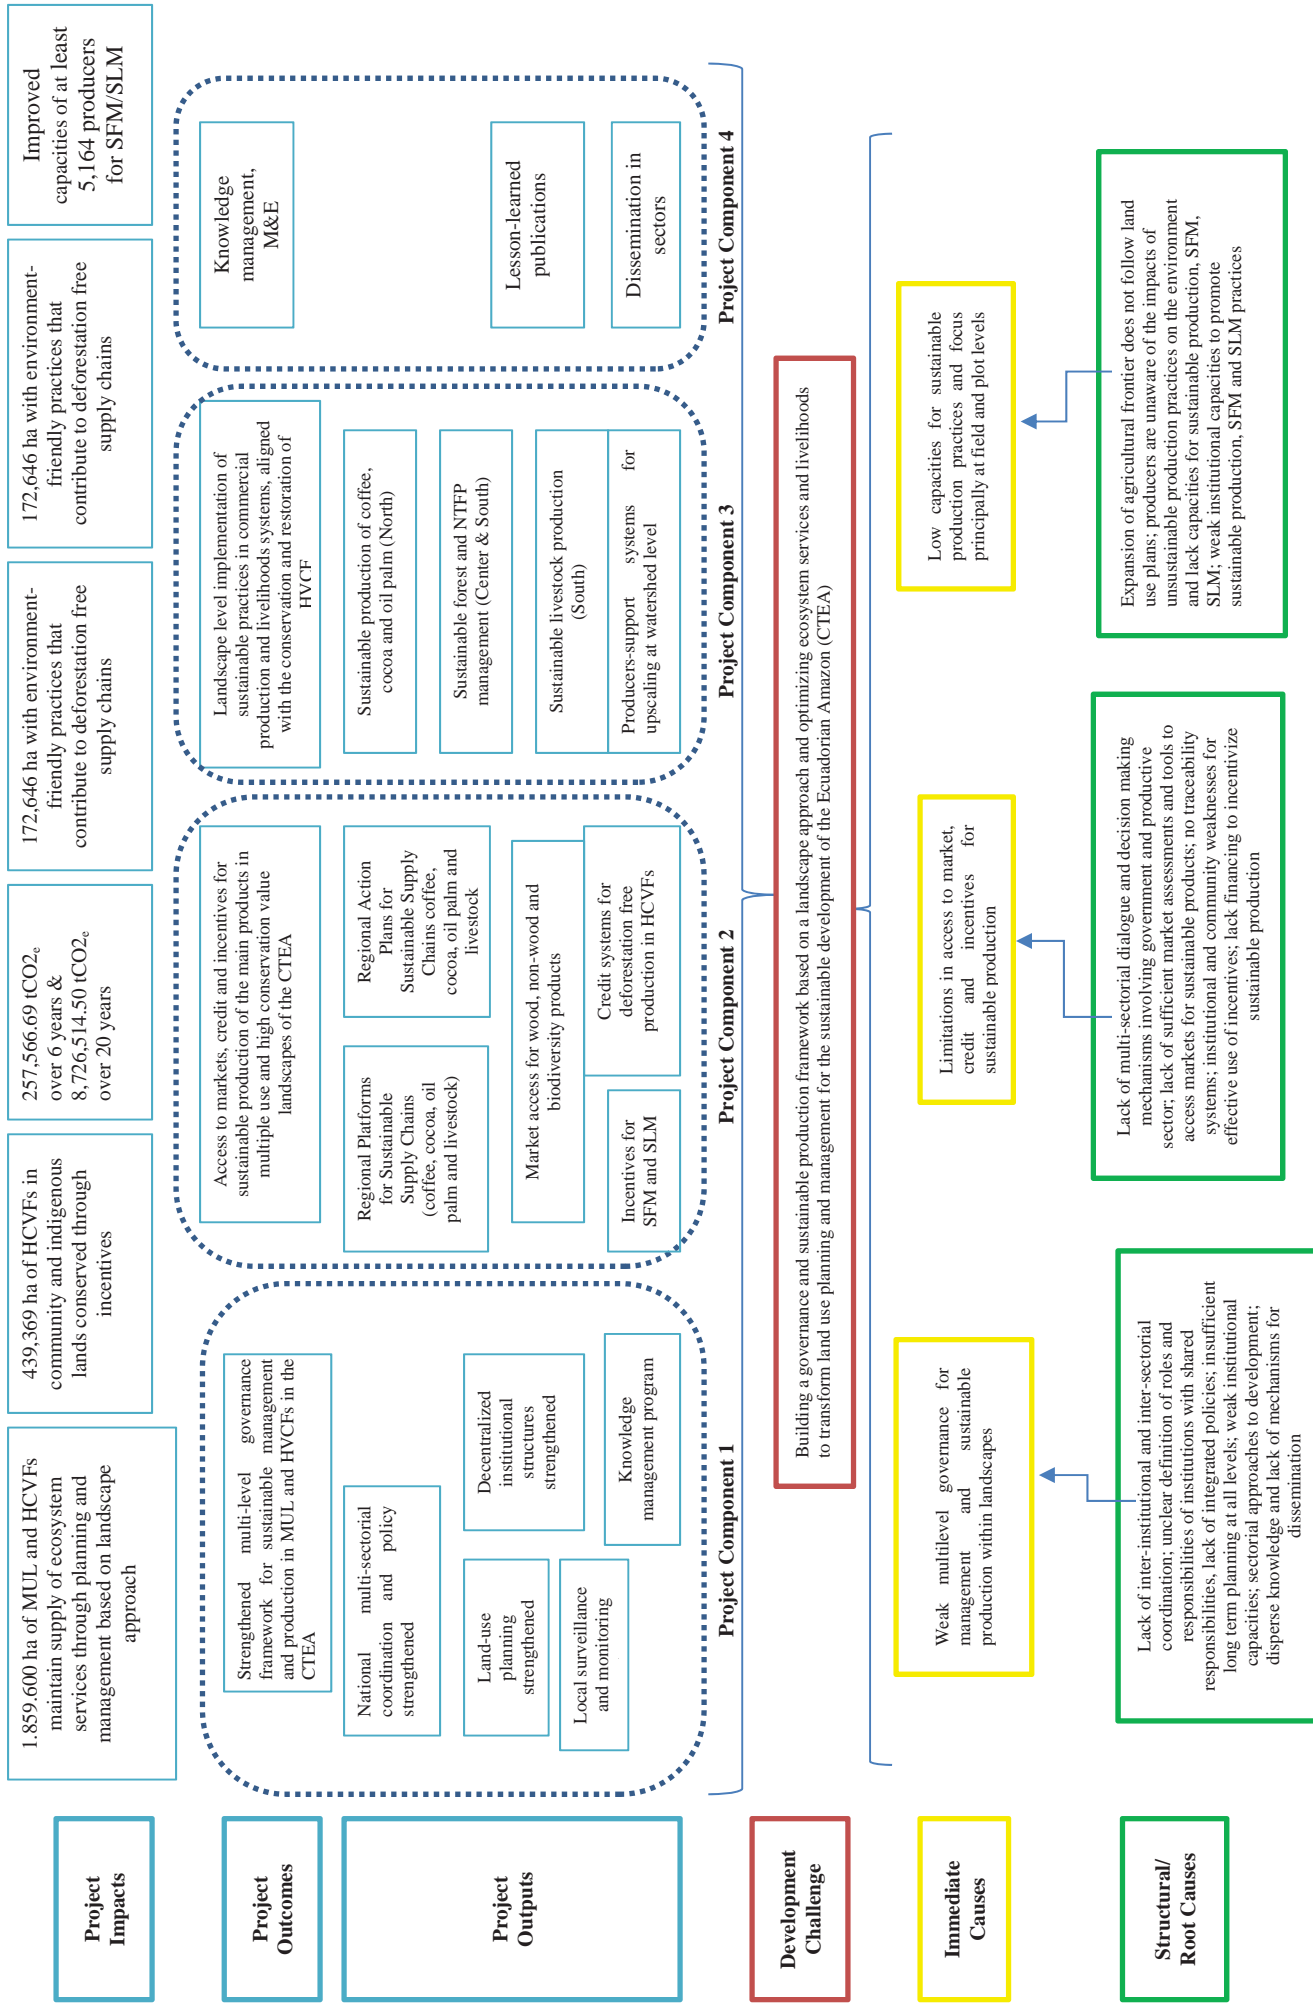 Project
Impacts
1.859.600 ha of MUL and HCVFs
maintain supply of ecosystem
services through planning and
management based on landscape
approach
439,369 ha of HCVFs in
community and indigenous
lands conserved through
incentives
257,566.69 tCO2e
over 6 years &
8,726,514.50 tCO2e
over 20 years
172,646 ha with environment-
friendly practices that
contribute to deforestation free
supply chains
172,646 ha with environment-
friendly practices that
contribute to deforestation free
supply chains
Improved
capacities of at least
5,164 producers
for SFM/SLM
Project
Outcomes
Strengthened multi-level governance
framework for sustainable management
and production in MUL and HVCFs in the
CTEA
Access to markets, credit and incentives for
sustainable production of the main products in
multiple use and high conservation value
landscapes of the CTEA
Landscape level implementation of
sustainable practices in commercial
production and livelihoods systems, aligned
with the conservation and restoration of
HVCF
Knowledge
management,
M&E
Project
Outputs
National multi-sectorial
coordination and policy
strengthened
Land-use
planning
strengthened
Decentralized
institutional
structures
strengthened
Local surveillance
and monitoring
Knowledge
management program
Regional Platforms
for Sustainable
Supply Chains
(coffee, cocoa, oil
palm and livestock)
Regional Action
Plans for
Sustainable Supply
Chains coffee,
cocoa, oil palm and
livestock
Market access for wood, non-wood and
biodiversity products
Incentives for
SFM and SLM
Credit systems for
deforestation free
production in HCVFs
Sustainable production of coffee,
cocoa and oil palm (North)
Sustainable forest and NTFP
management (Center & South)
Sustainable livestock production
(South)
Producers-support systems for
upscaling at watershed level
Lesson-learned
publications
Dissemination in
sectors
Project Component 1
Project Component 2
Project Component 3
Project Component 4
Development
Challenge
Building a governance and sustainable production framework based on a landscape approach and optimizing ecosystem services and livelihoods
to transform land use planning and management for the sustainable development of the Ecuadorian Amazon (CTEA)
Immediate
Causes
Weak multilevel governance for
management and sustainable
production within landscapes
Limitations in access to market,
credit and incentives for
sustainable production
Low capacities for sustainable
production practices and focus
principally at field and plot levels
Structural/
Root Causes
Lack of inter-institutional and inter-sectorial
coordination; unclear definition of roles and
responsibilities of institutions with shared
responsibilities, lack of integrated policies; insufficient
long term planning at all levels; weak institutional
capacities; sectorial approaches to development;
disperse knowledge and lack of mechanisms for
dissemination
Lack of multi-sectorial dialogue and decision making
mechanisms involving government and productive
sector; lack of sufficient market assessments and tools to
access markets for sustainable products; no traceability
systems; institutional and community weaknesses for
effective use of incentives; lack financing to incentivize
sustainable production
Expansion of agricultural frontier does not follow land
use plans; producers are unaware of the impacts of
unsustainable production practices on the environment
and lack capacities for sustainable production, SFM,
SLM; weak institutional capacities to promote
sustainable production, SFM and SLM practices